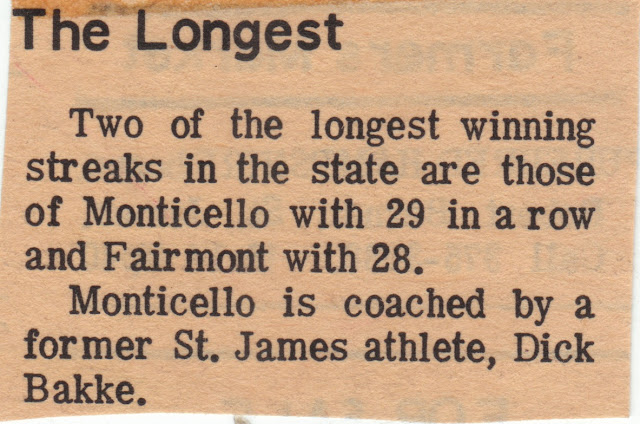 The Longest
Two of the longest winning
streaks in the state are those
of Monticello with 29 in a row
and Fairmont with 28.
Monticello is coached by a
former St. James athlete, Dick
Bakke.